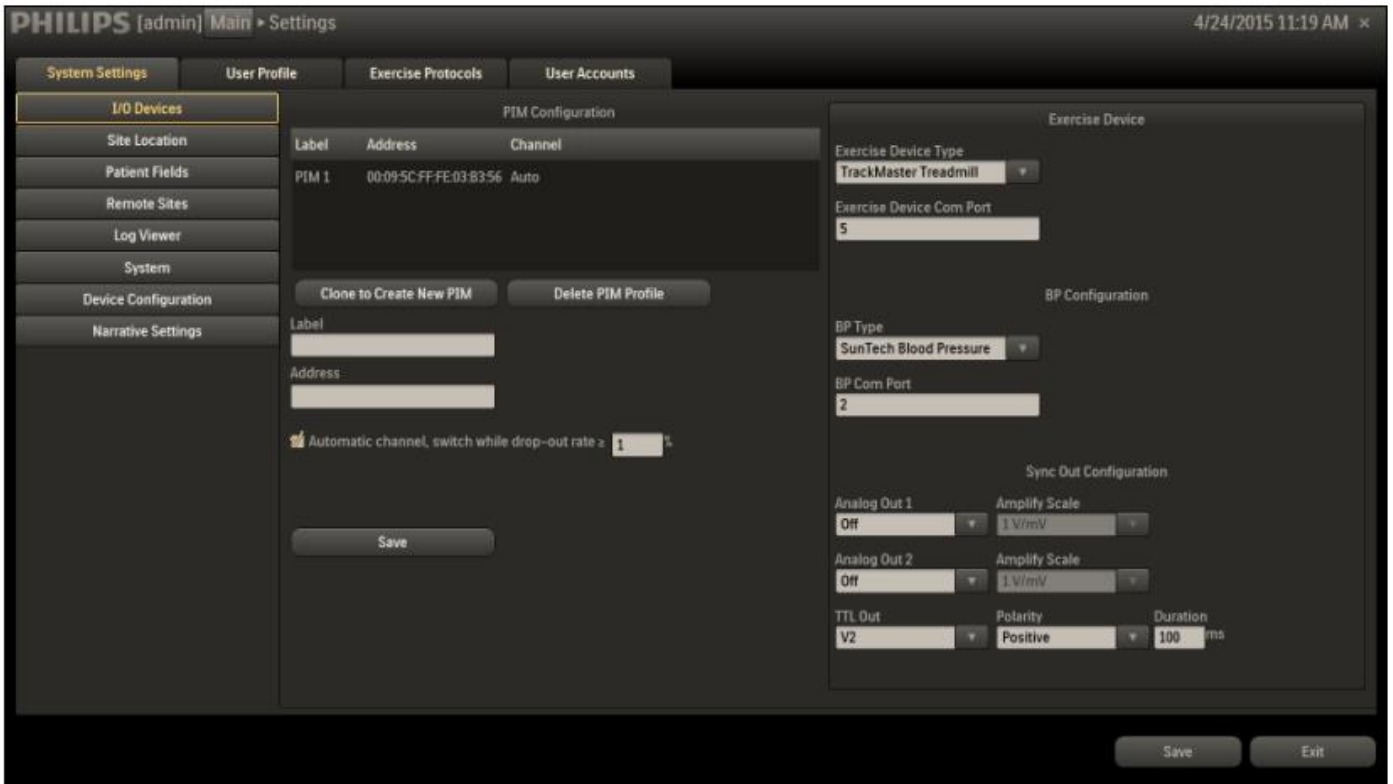 PHILIPS [admin] Main ▸ Settings 4/24/2015 11:19 AM ×
System Settings User Profile Exercise Protocols User Accounts
I/O Devices
Site Location
Patient Fields
Remote Sites
Log Viewer
System
Device Configuration
Narrative Settings
PIM Configuration
Label Address Channel
PIM 1 00:09:5C:FF:FE:03:B3:56 Auto
Clone to Create New PIM Delete PIM Profile
Label
Address
Automatic channel, switch while drop-out rate ≥ 1 %
Save
Exercise Device
Exercise Device Type
TrackMaster Treadmill
Exercise Device Com Port
5
BP Configuration
BP Type
SunTech Blood Pressure
BP Com Port
2
Sync Out Configuration
Analog Out 1 Amplify Scale
Off 1 V/mV
Analog Out 2 Amplify Scale
Off 1 V/mV
TTL Out Polarity Duration
V2 Positive 100 ms
Save Exit